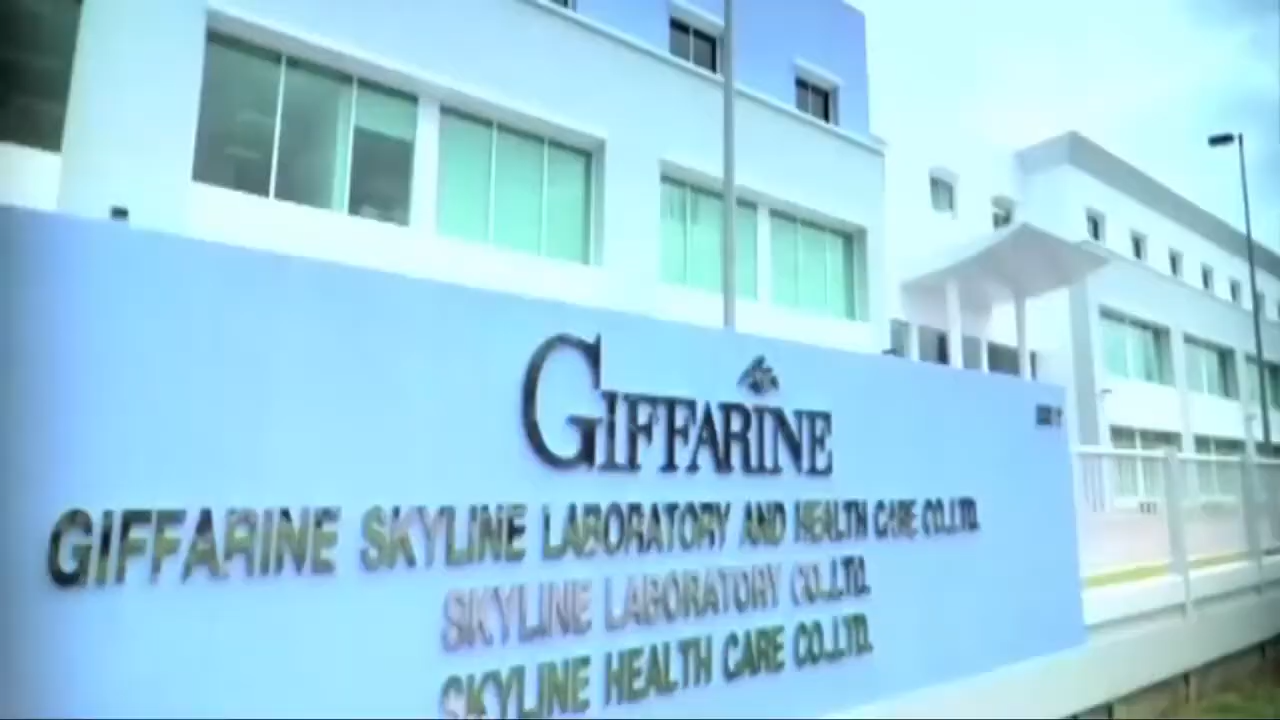 GIFFARINE
GIFFARINE SKYLINE LABORATORY AND HEALTH CARE CO.,LTD.
SKYLINE LABORATORY CO.,LTD.
SKYLINE HEALTH CARE CO.,LTD.